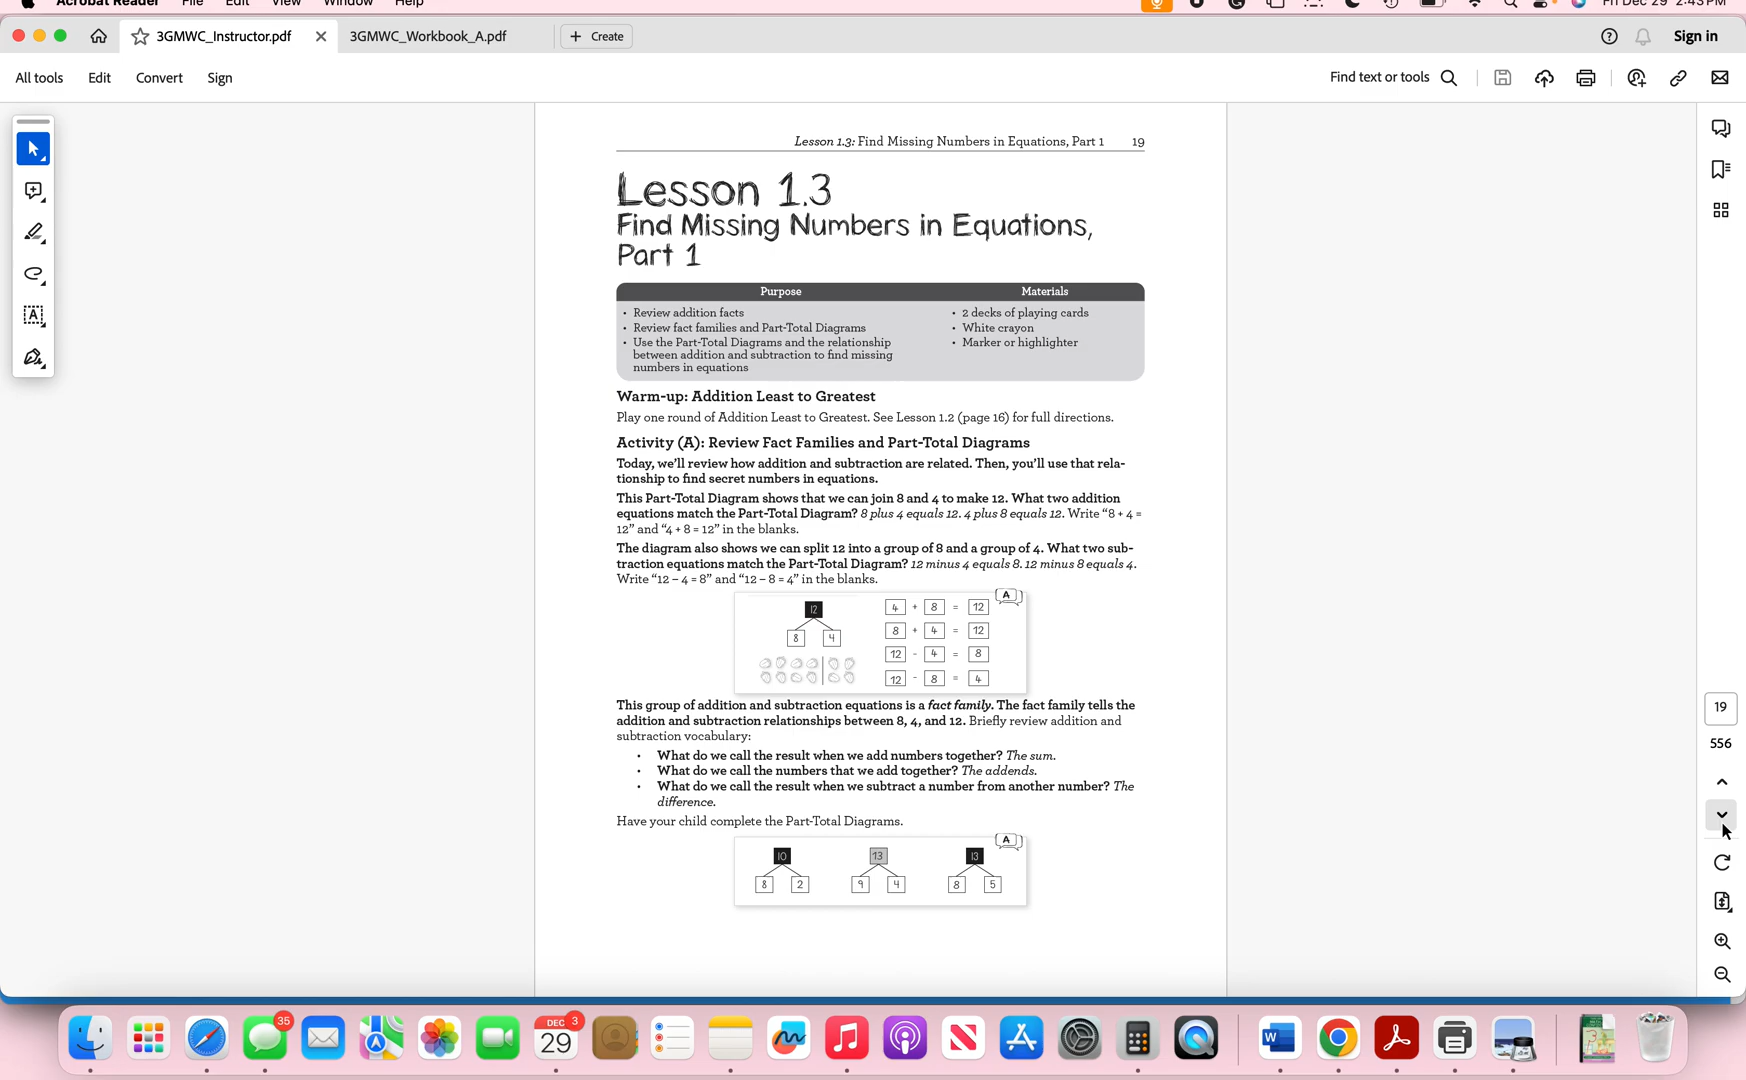 Acrobat Reader File Edit View Window Help Fri Dec 29 2:43 PM
3GMWC_Instructor.pdf 3GMWC_Workbook_A.pdf + Create Sign in
All tools Edit Convert Sign Find text or tools
Lesson 1.3: Find Missing Numbers in Equations, Part 1 19
Lesson 1.3
Find Missing Numbers in Equations,
Part 1
Purpose Materials
• Review addition facts
• Review fact families and Part-Total Diagrams
• Use the Part-Total Diagrams and the relationship
between addition and subtraction to find missing
numbers in equations
• 2 decks of playing cards
• White crayon
• Marker or highlighter
Warm-up: Addition Least to Greatest
Play one round of Addition Least to Greatest. See Lesson 1.2 (page 16) for full directions.
Activity (A): Review Fact Families and Part-Total Diagrams
Today, we’ll review how addition and subtraction are related. Then, you’ll use that rela-
tionship to find secret numbers in equations.
This Part-Total Diagram shows that we can join 8 and 4 to make 12. What two addition
equations match the Part-Total Diagram? 8 plus 4 equals 12. 4 plus 8 equals 12. Write “8 + 4 =
12” and “4 + 8 = 12” in the blanks.
The diagram also shows we can split 12 into a group of 8 and a group of 4. What two sub-
traction equations match the Part-Total Diagram? 12 minus 4 equals 8. 12 minus 8 equals 4.
Write “12 – 4 = 8” and “12 – 8 = 4” in the blanks.
A
12
8 4
4 + 8 = 12
8 + 4 = 12
12 - 4 = 8
12 - 8 = 4
This group of addition and subtraction equations is a fact family. The fact family tells the
addition and subtraction relationships between 8, 4, and 12. Briefly review addition and
subtraction vocabulary:
• What do we call the result when we add numbers together? The sum.
• What do we call the numbers that we add together? The addends.
• What do we call the result when we subtract a number from another number? The
difference.
Have your child complete the Part-Total Diagrams.
A
10 13 13
8 2 9 4 8 5
19
556
35
DEC 3
29